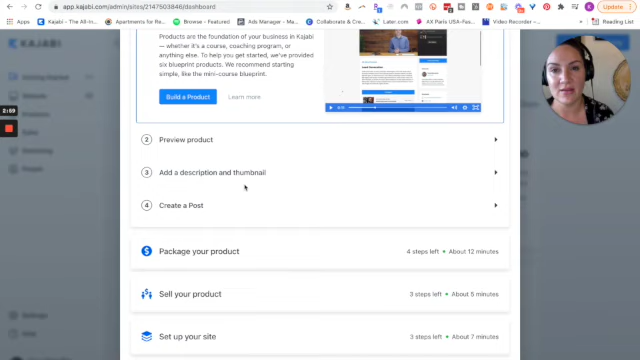 app.kajabi.com/admin/sites/2147503846/dashboard
Update
Apps
Apartments for Re...
Browse - Featured
Ads Manager - Ma...
Collaborate & Cre...
Later.com
AX Paris USA-Fas...
Video Recorder -...
Reading List
KAJABI
Products are the foundation of your business in Kajabi
— whether it's a course, coaching program, or
anything else. To help you get started, we've provided
six blueprint products. We recommend starting
simple, like the mini-course blueprint.
Build a Product
Learn more
2:59
2 Preview product
3 Add a description and thumbnail
4 Create a Post
Package your product
4 steps left • About 12 minutes
Sell your product
3 steps left • About 5 minutes
Set up your site
3 steps left • About 7 minutes